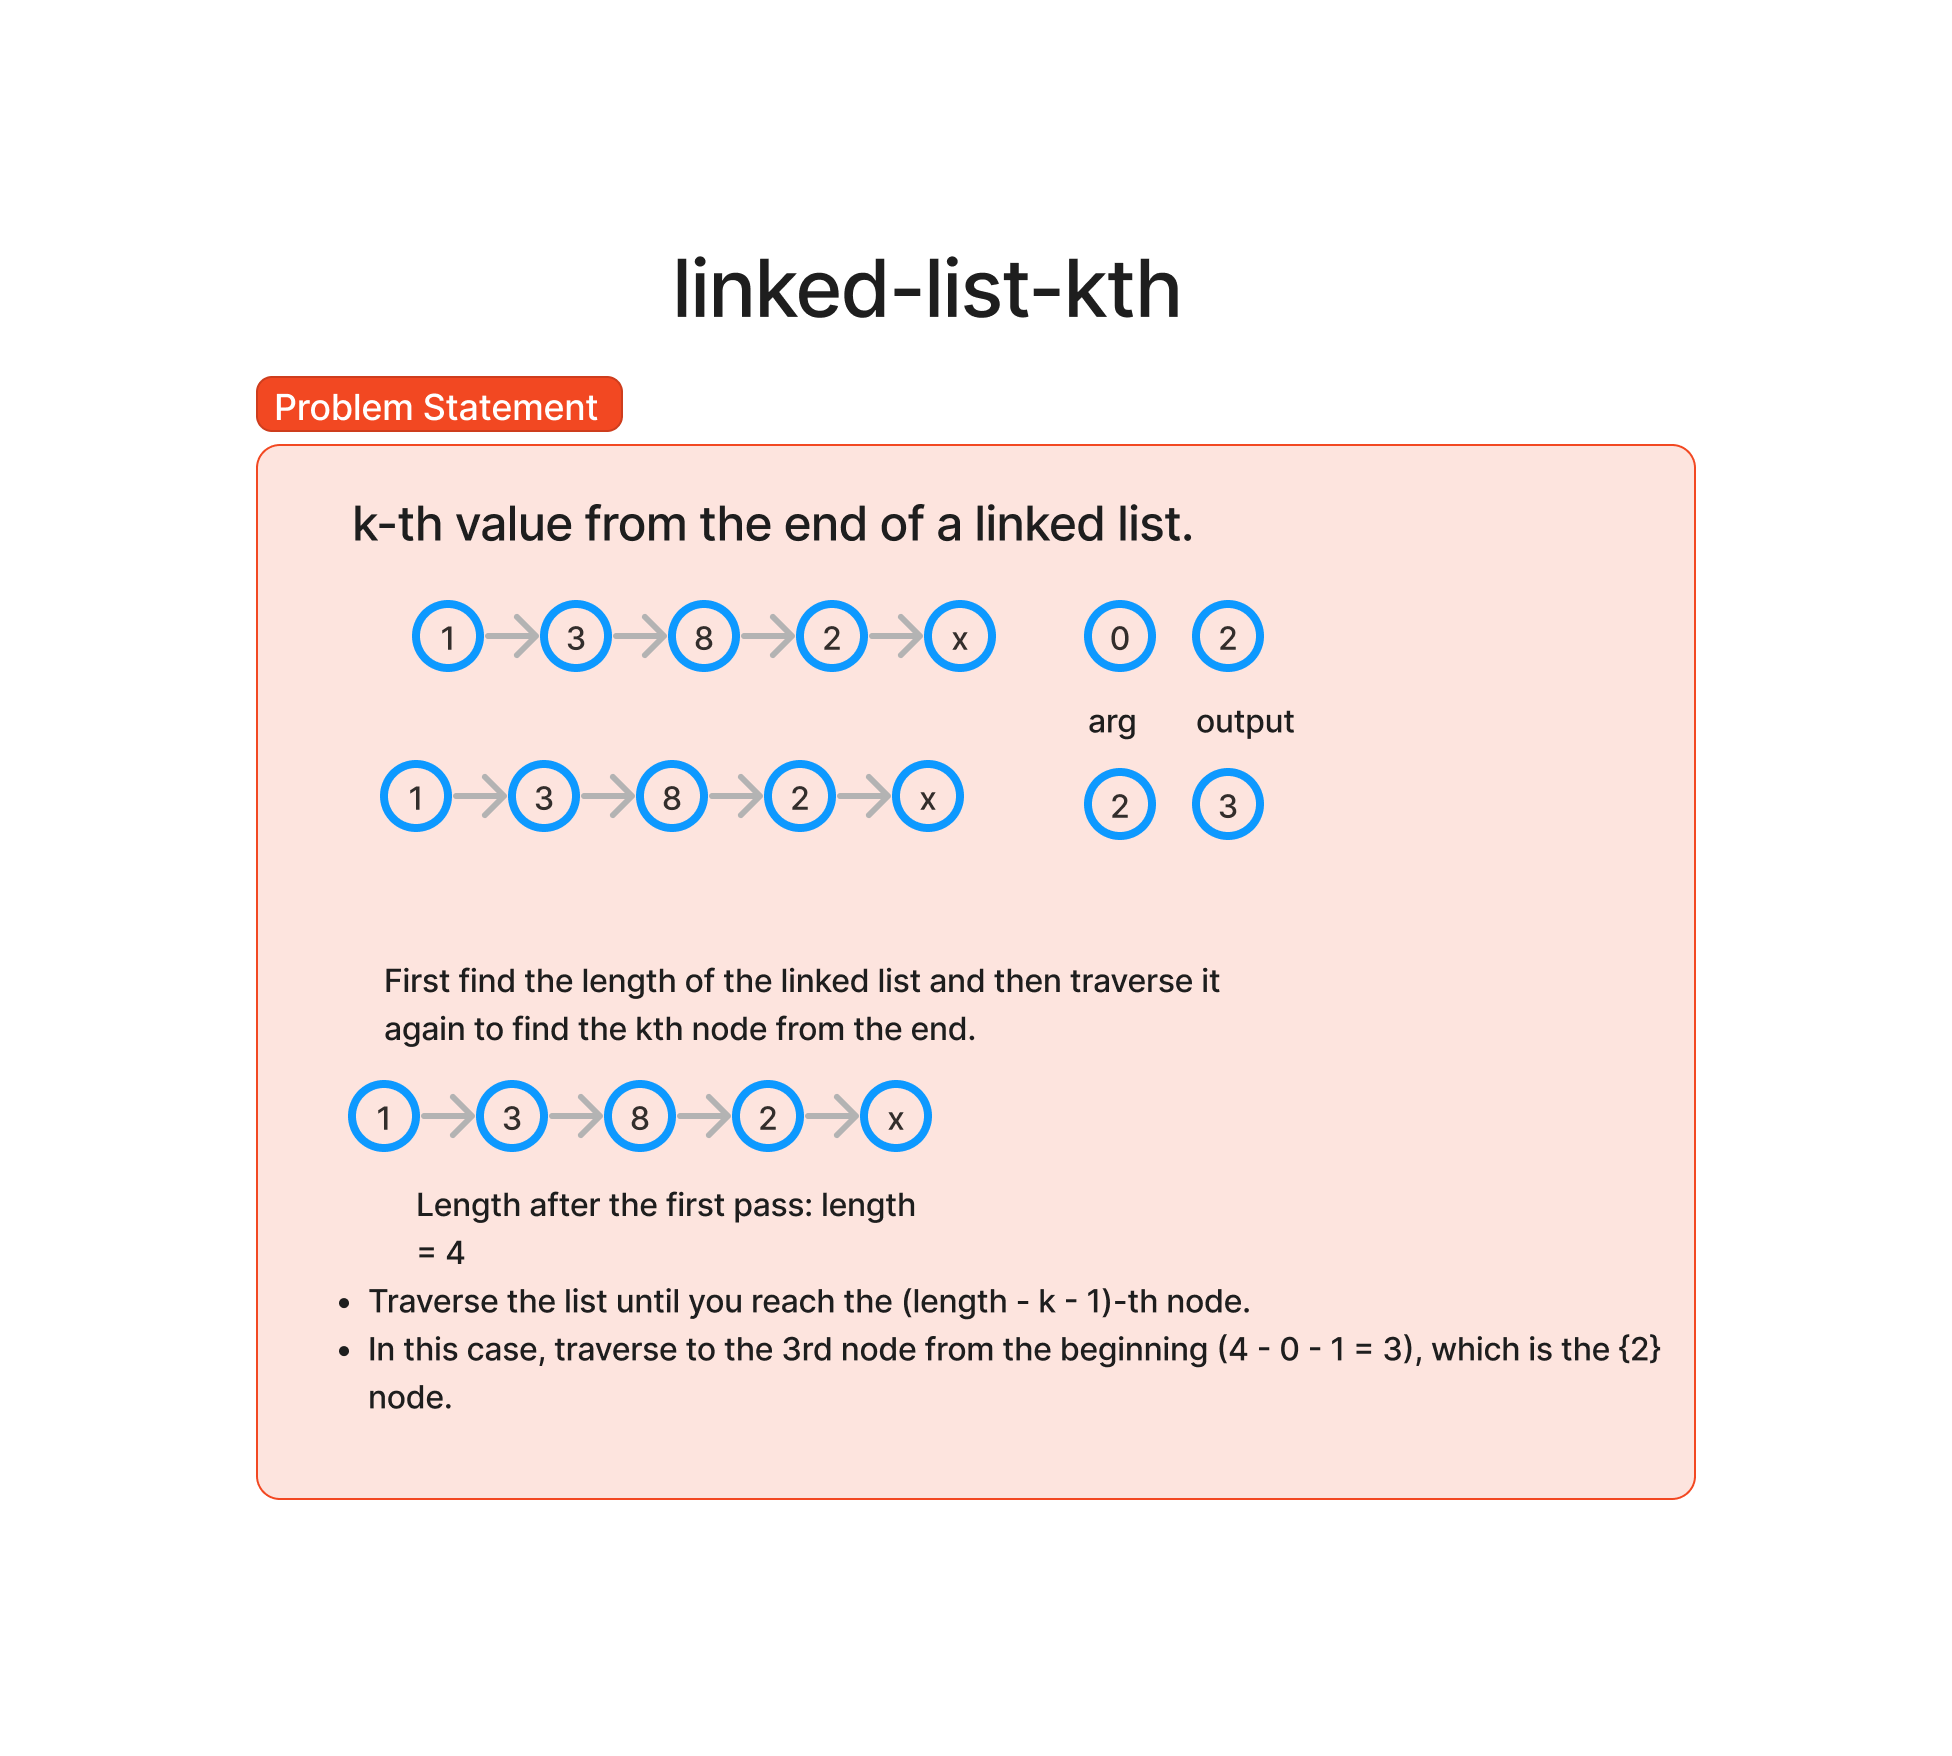 linked-list-kth
Problem Statement
k-th value from the end of a linked list.
1 3 8 2 x 0 2
arg output
1 3 8 2 x 2 3
First find the length of the linked list and then traverse it
again to find the kth node from the end.
1 3 8 2 x
Length after the first pass: length
= 4
• Traverse the list until you reach the (length - k - 1)-th node.
• In this case, traverse to the 3rd node from the beginning (4 - 0 - 1 = 3), which is the {2}
node.